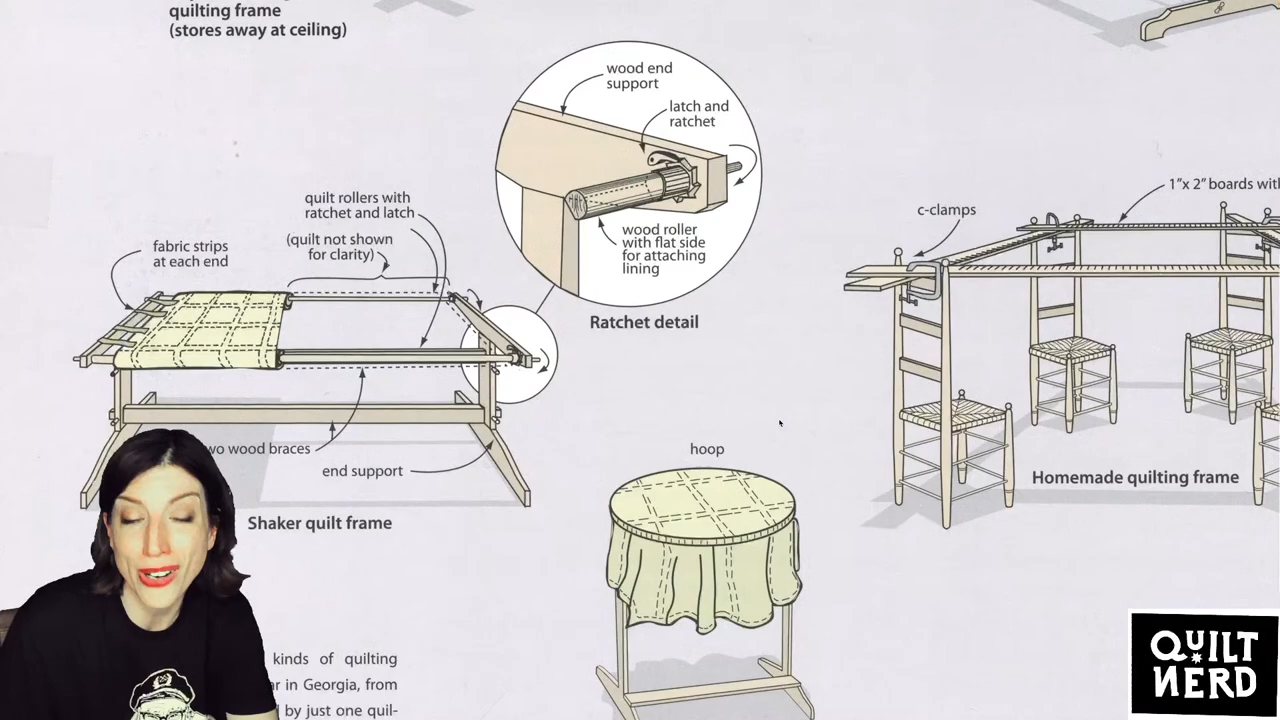 quilting frame
(stores away at ceiling)
wood end
support
latch and
ratchet
wood roller
with flat side
for attaching
lining
Ratchet detail
quilt rollers with
ratchet and latch
(quilt not shown
for clarity)
fabric strips
at each end
wood braces
end support
Shaker quilt frame
hoop
c-clamps
1"x 2" boards
Homemade quilting frame
kinds of quilting
in Georgia, from
by just one quil-
QUILT
NERD